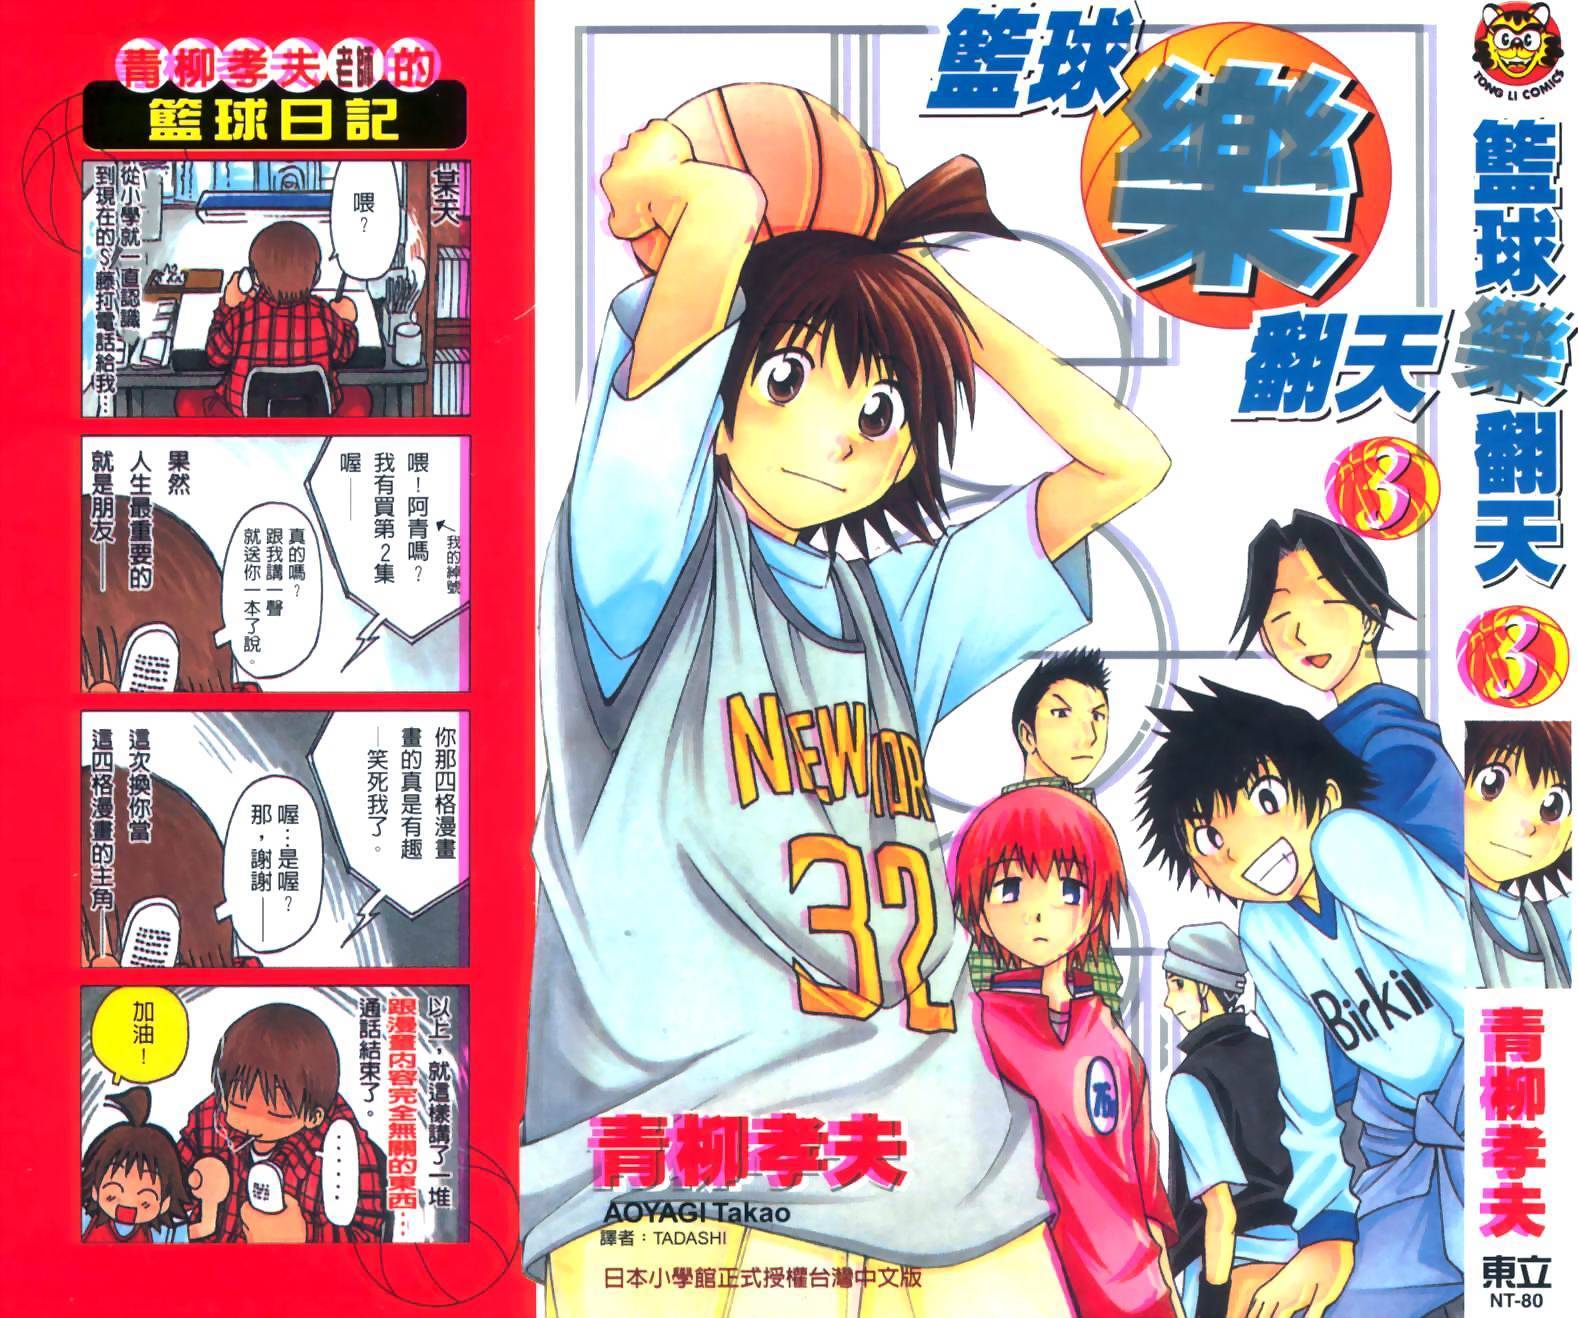 青柳孝夫老師的
籃球日記
某天
喂？
從小學就一直認識
到現在的S藤打電話給我…
喂！阿青嗎？
我有買第2集
喔——
我的綽號
真的嗎？
跟我講一聲
就送你一本了說。
果然
人生最重要的
就是朋友——
你那四格漫畫
畫的真是有趣
—笑死我了。
喔…是喔？
那，謝謝——
這次換你當
這四格漫畫的主角—
以上，就這樣講了一堆
跟漫畫內容完全無關的東西…
通話結束了。
……
加油！
籃球
樂
翻天
3
NEW YOR
32
76
Birkin
青柳孝夫
AOYAGI Takao
譯者：TADASHI
日本小學館正式授權台灣中文版
TONG LI COMICS
籃球樂翻天
3
青柳孝夫
東立
NT-80